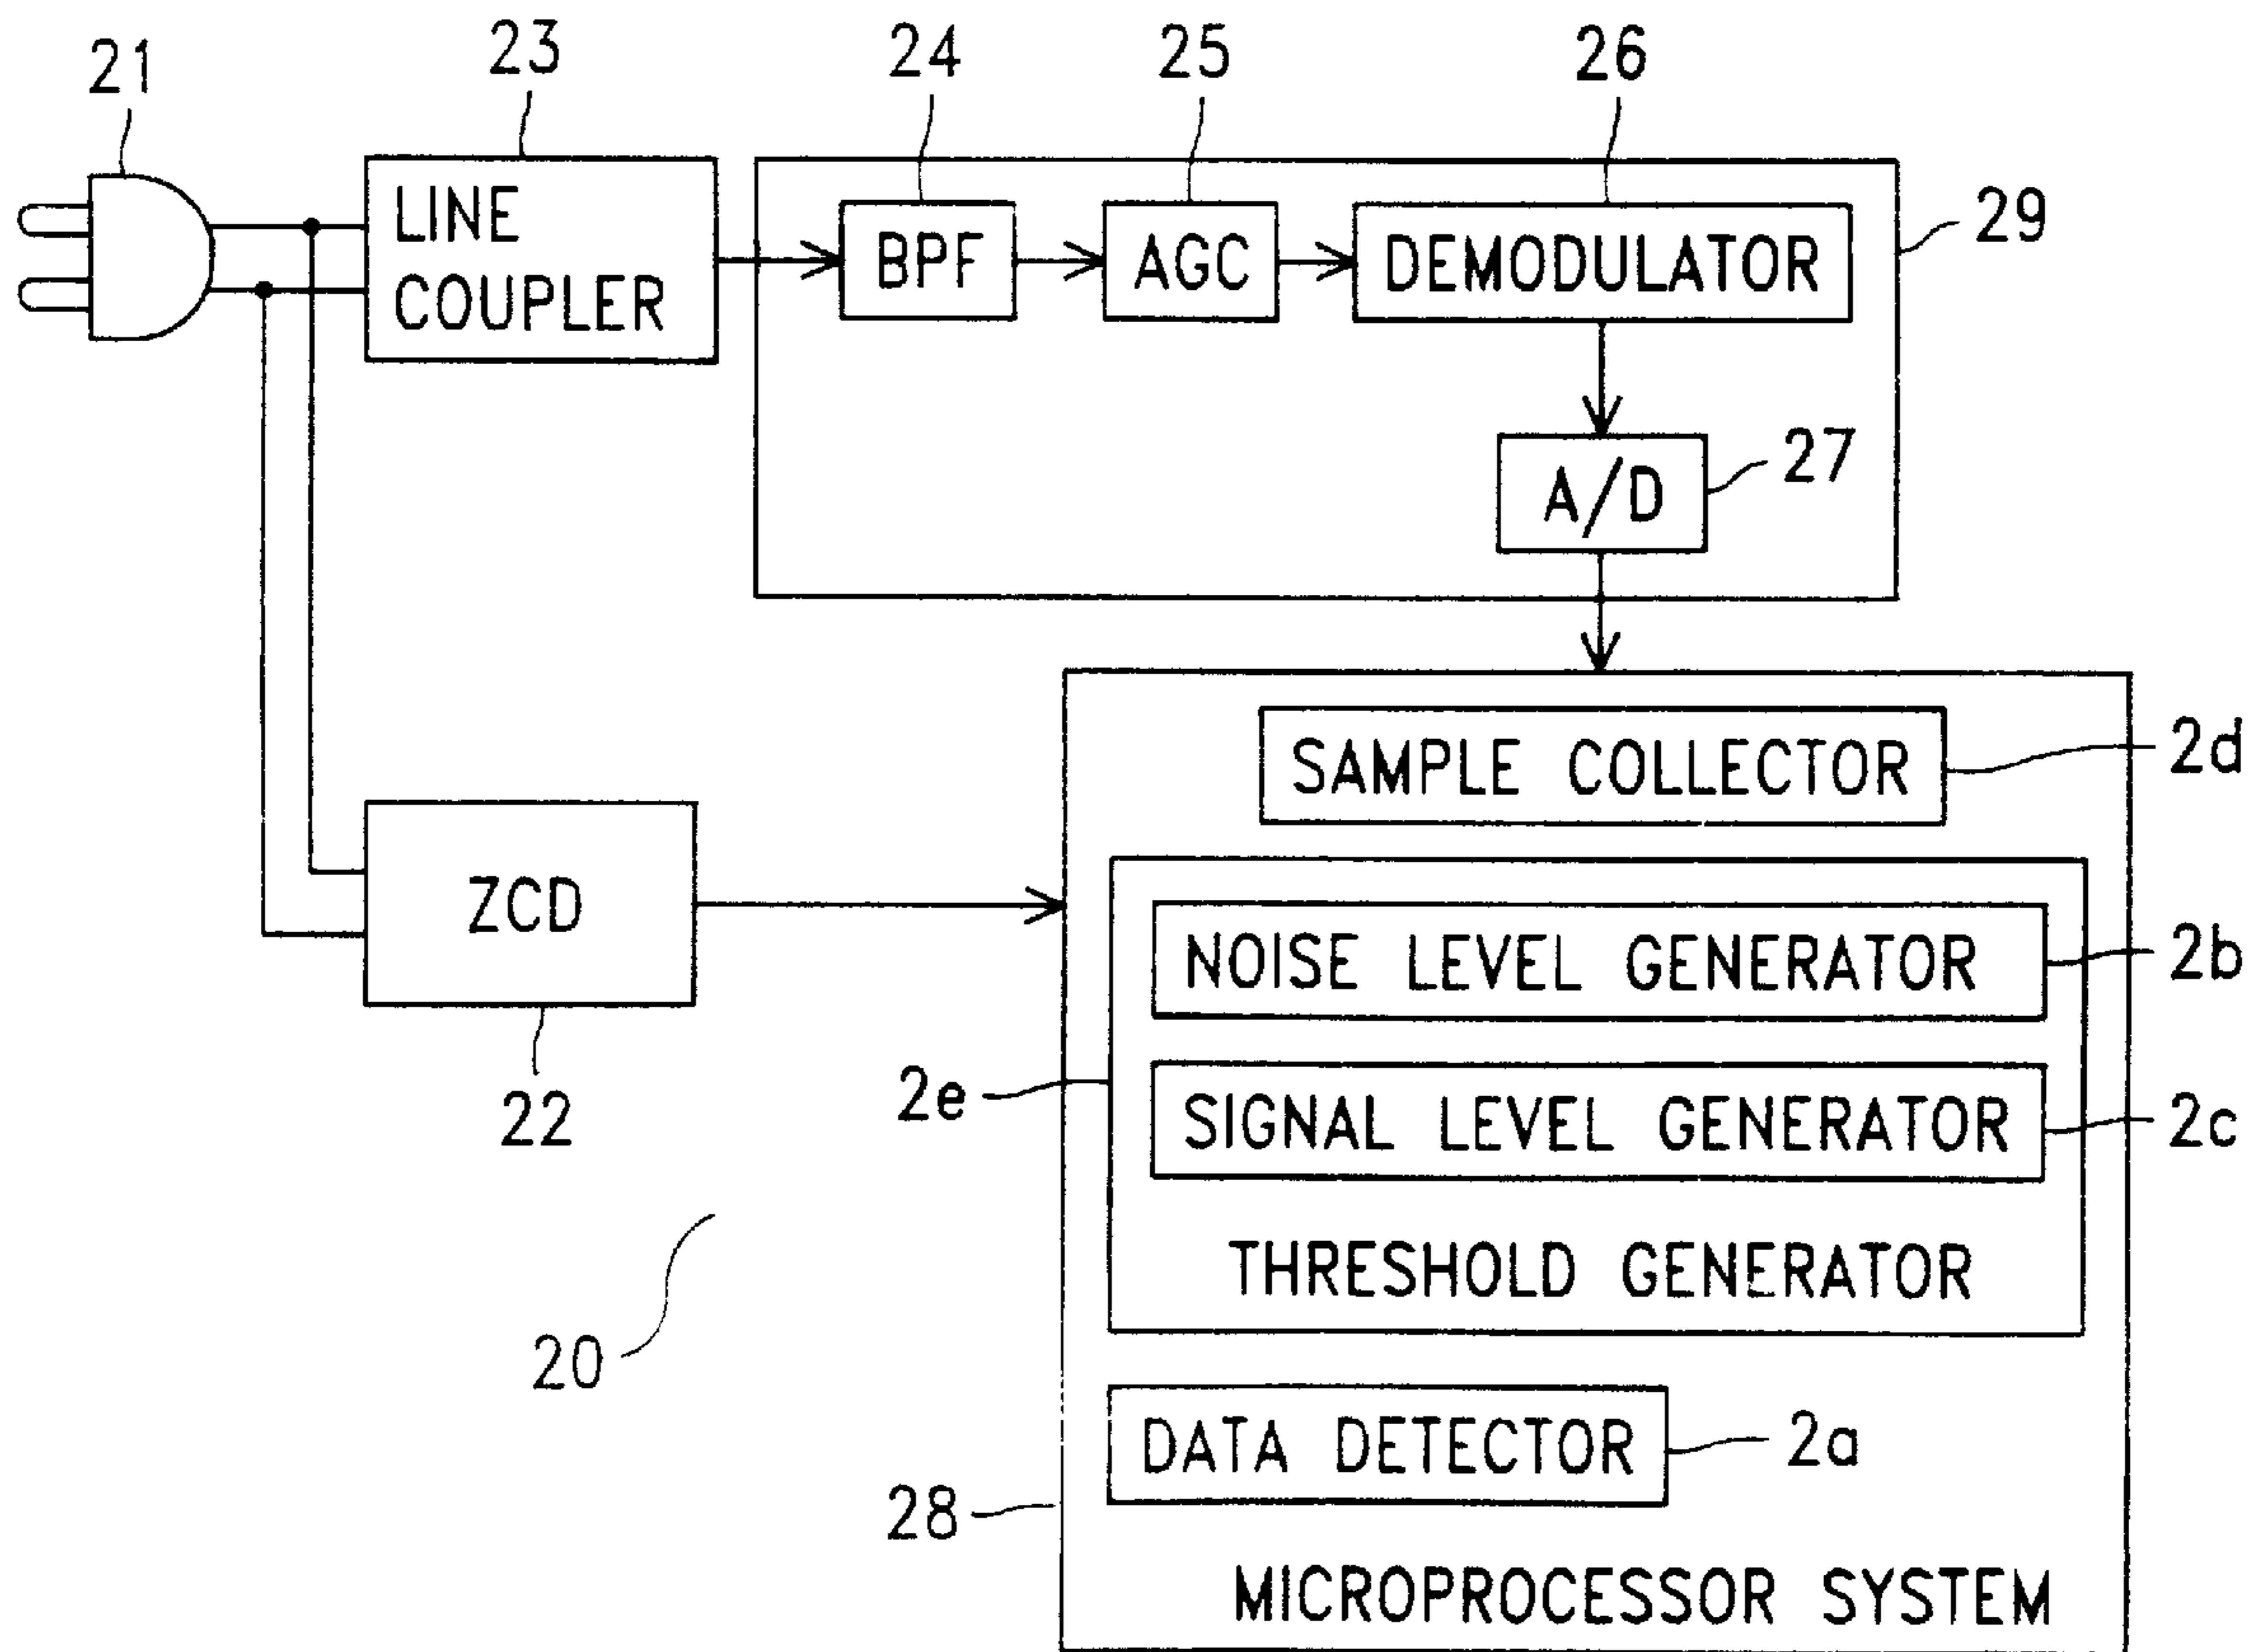 21
23
24
25
26
LINE
COUPLER
BPF
AGC
DEMODULATOR
29
A/D
27
SAMPLE COLLECTOR
2d
ZCD
22
NOISE LEVEL GENERATOR
2b
2e
SIGNAL LEVEL GENERATOR
2c
THRESHOLD GENERATOR
20
DATA DETECTOR
2a
28
MICROPROCESSOR SYSTEM